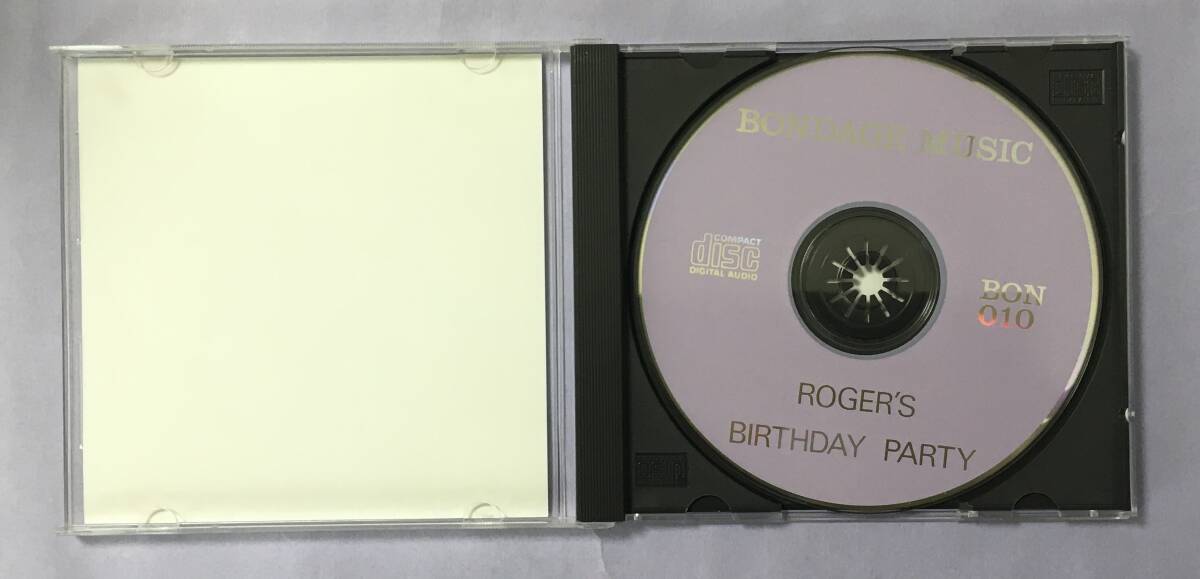 BONDAGE MUSIC
COMPACT
disc
DIGITAL AUDIO
BON
010
ROGER'S
BIRTHDAY PARTY